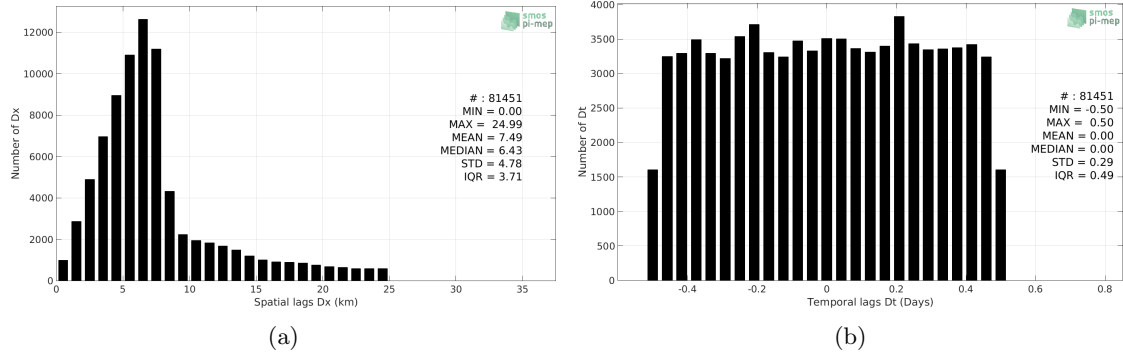 12000
10000
8000
6000
4000
2000
0
Number of Dx
0 5 10 15 20 25 30 35
Spatial lags Dx (km)
smos
pi-mep
# : 81451
MIN = 0.00
MAX = 24.99
MEAN = 7.49
MEDIAN = 6.43
STD = 4.78
IQR = 3.71
(a)
4000
3500
3000
2500
2000
1500
1000
500
0
Number of Dt
-0.4 -0.2 0 0.2 0.4 0.6 0.8
Temporal lags Dt (Days)
smos
pi-mep
# : 81451
MIN = -0.50
MAX = 0.50
MEAN = 0.00
MEDIAN = 0.00
STD = 0.29
IQR = 0.49
(b)